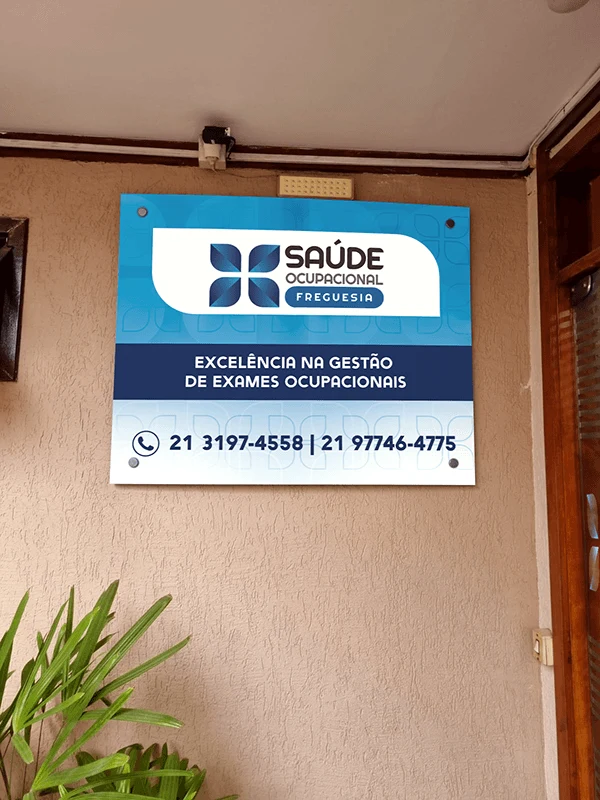 SAÚDE
OCUPACIONAL
FREGUESIA
EXCELÊNCIA NA GESTÃO
DE EXAMES OCUPACIONAIS
21 3197-4558 | 21 97746-4775